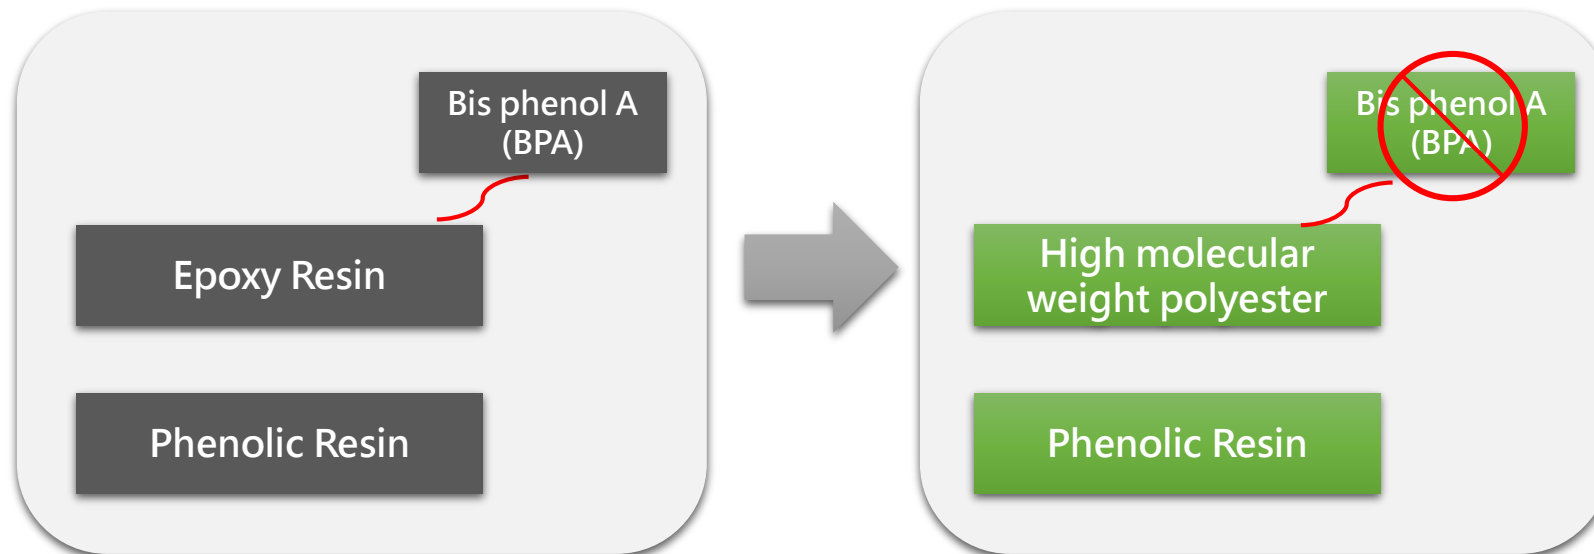 Bis phenol A
(BPA)
Epoxy Resin
Phenolic Resin
Bis phenol A
(BPA)
High molecular
weight polyester
Phenolic Resin